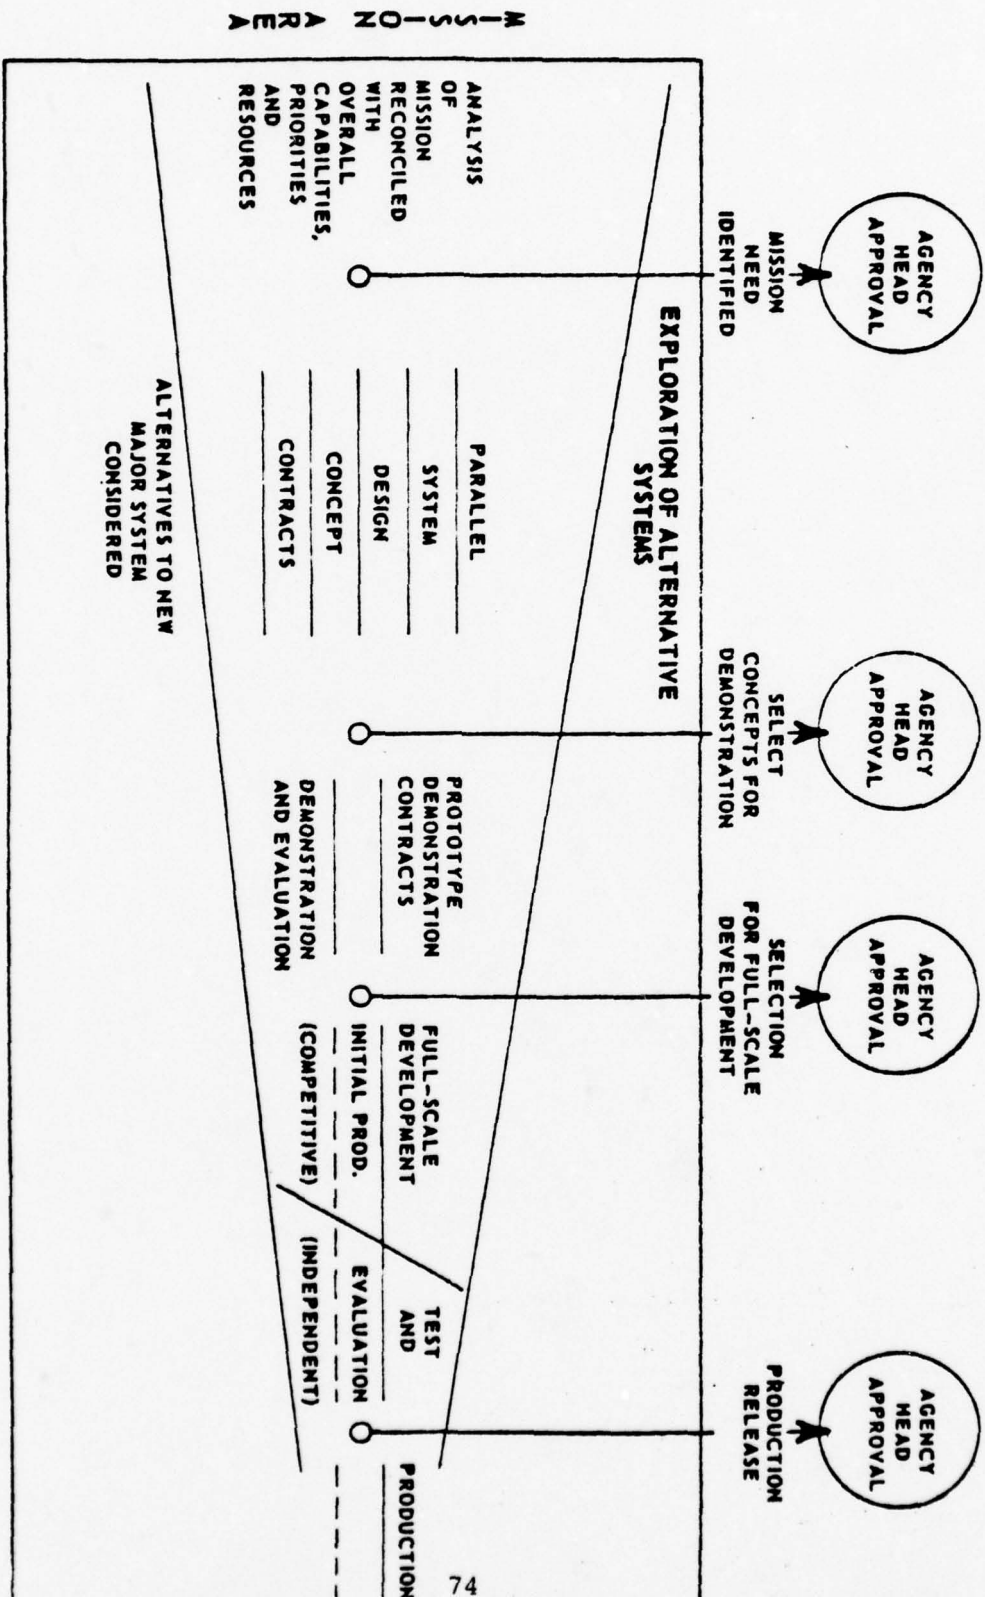 AGENCY
HEAD
APPROVAL
AGENCY
HEAD
APPROVAL
AGENCY
HEAD
APPROVAL
AGENCY
HEAD
APPROVAL
MISSION
NEED
IDENTIFIED
SELECT
CONCEPTS FOR
DEMONSTRATION
SELECTION
FOR FULL-SCALE
DEVELOPMENT
PRODUCTION
RELEASE
EXPLORATION OF ALTERNATIVE
SYSTEMS
MISSION AREA
ANALYSIS
OF
MISSION
RECONCILED
WITH
OVERALL
CAPABILITIES,
PRIORITIES
AND
RESOURCES
PARALLEL
SYSTEM
DESIGN
CONCEPT
CONTRACTS
PROTOTYPE
DEMONSTRATION
CONTRACTS
DEMONSTRATION
AND EVALUATION
FULL-SCALE
DEVELOPMENT
INITIAL PROD.
(COMPETITIVE)
TEST
AND
EVALUATION
(INDEPENDENT)
PRODUCTION
ALTERNATIVES TO NEW
MAJOR SYSTEM
CONSIDERED
74